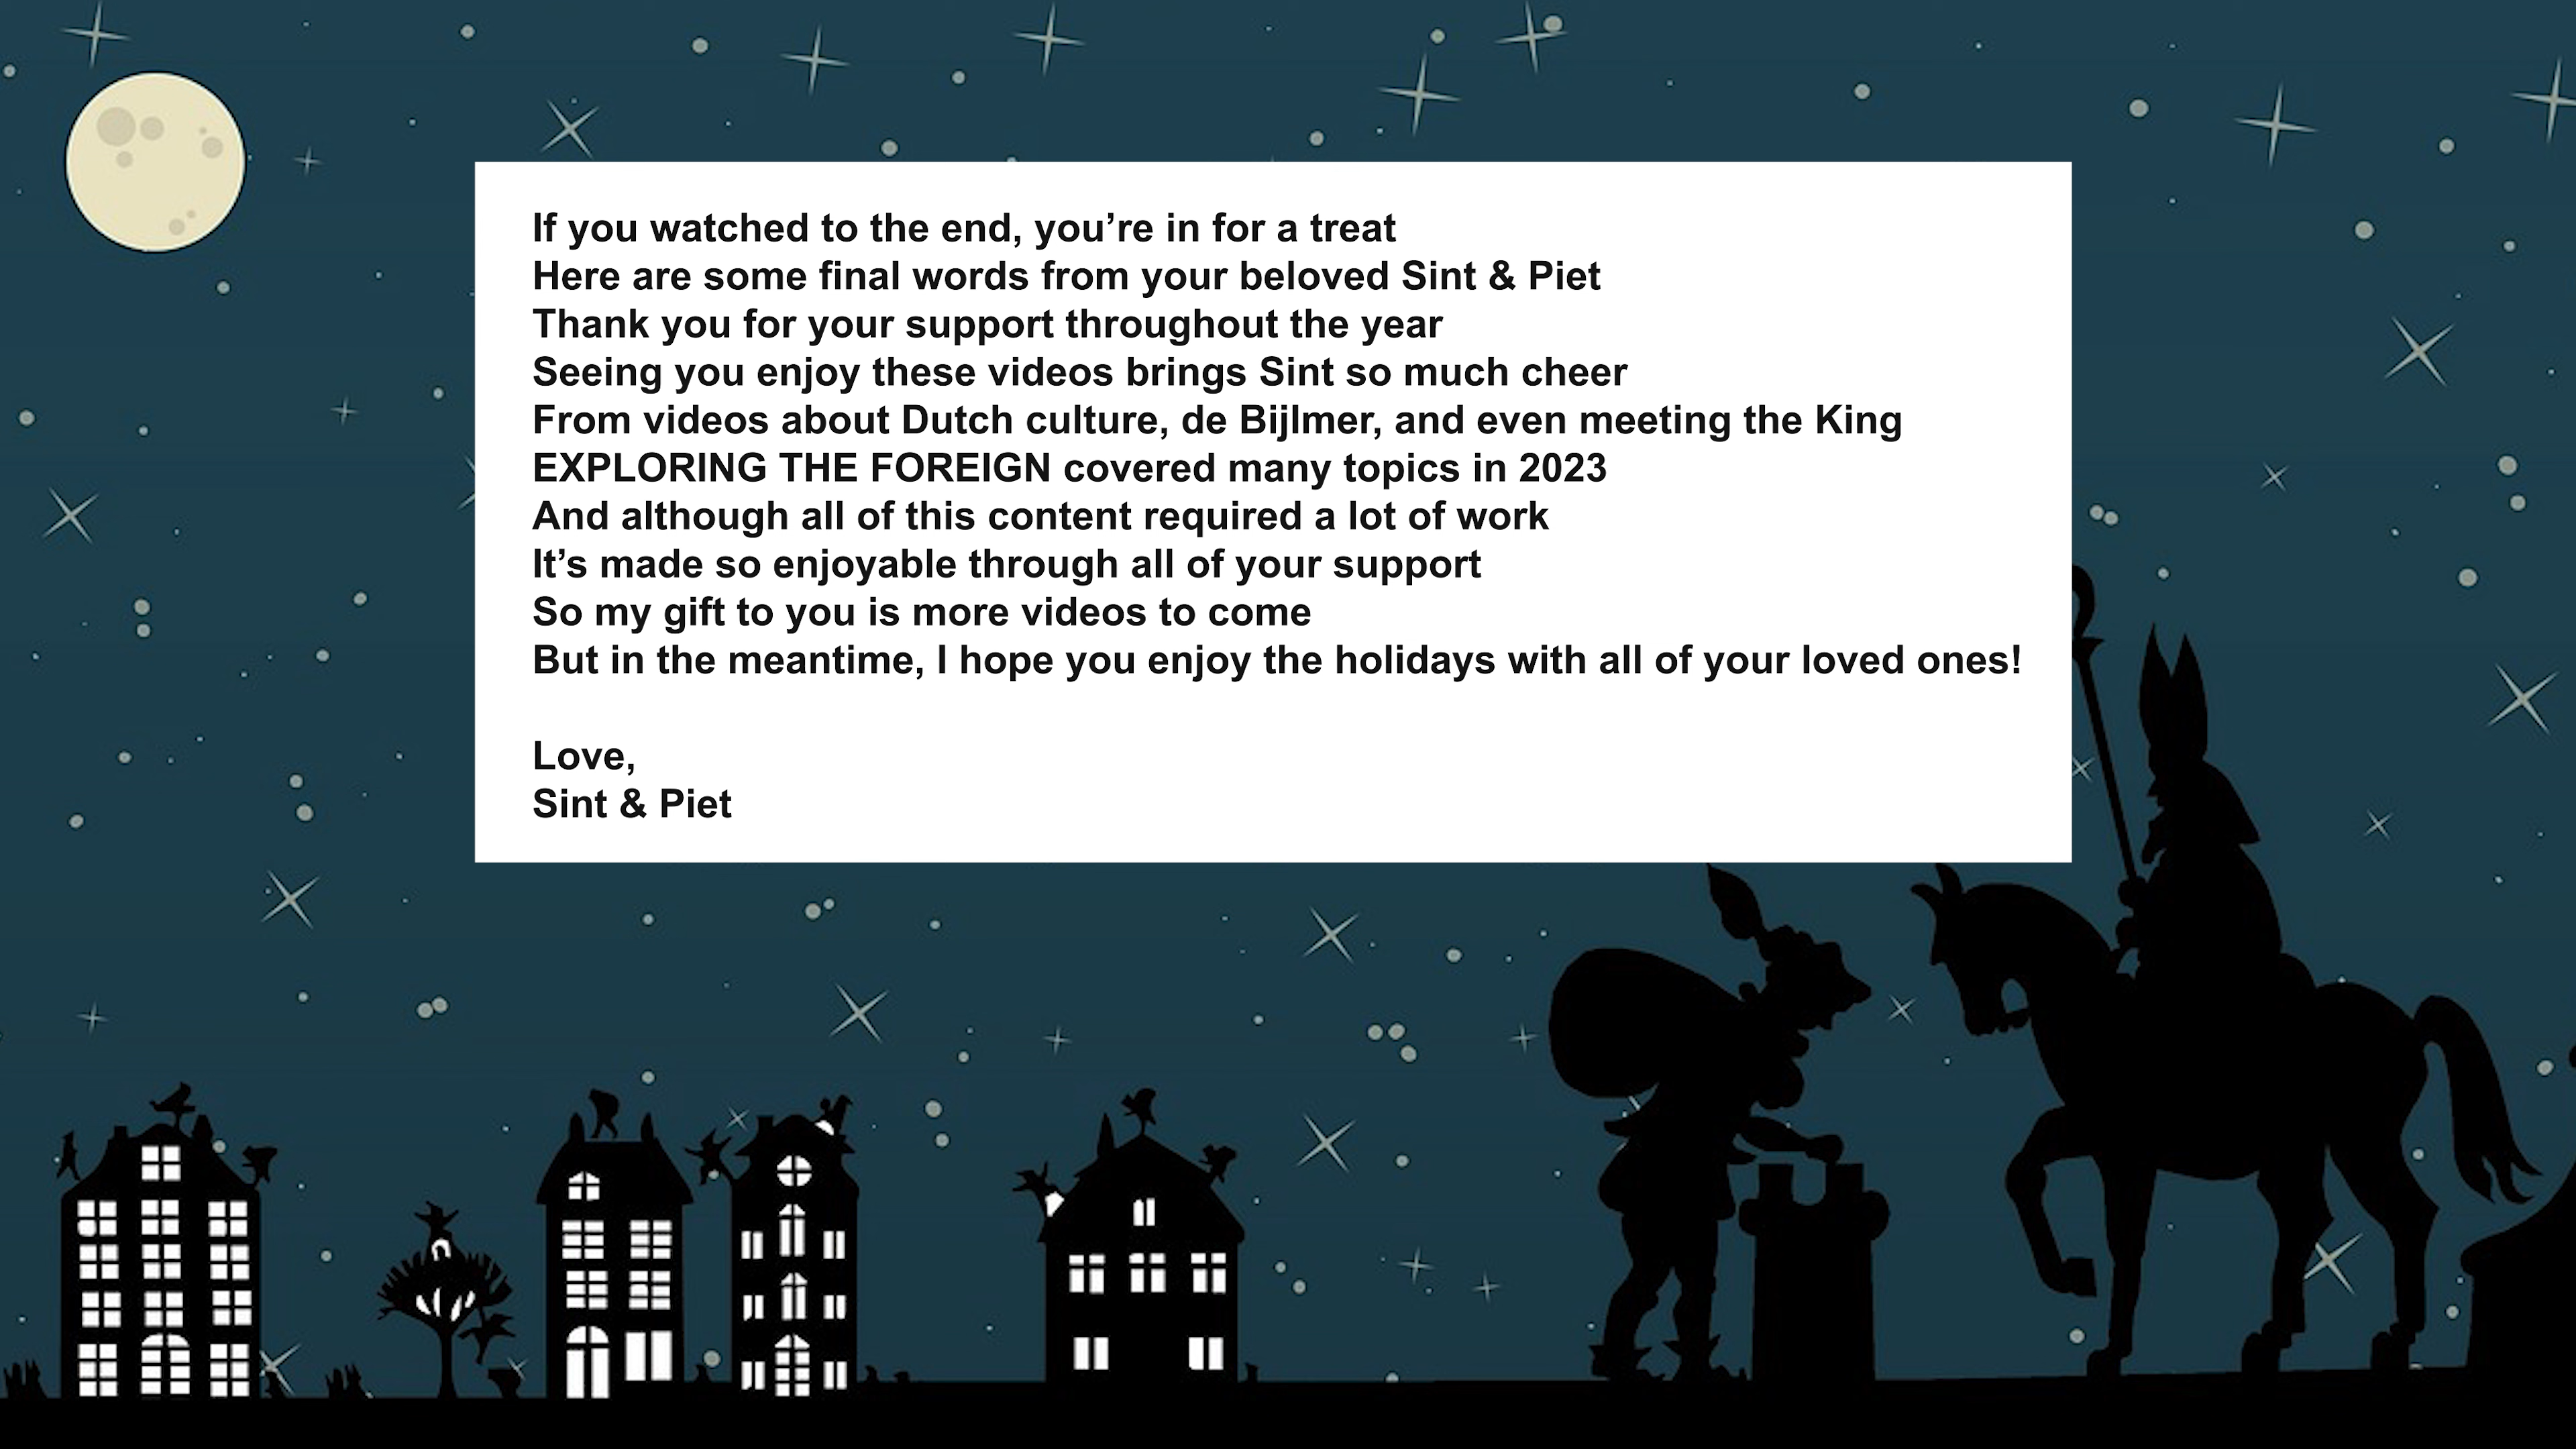 If you watched to the end, you’re in for a treat
Here are some final words from your beloved Sint & Piet
Thank you for your support throughout the year
Seeing you enjoy these videos brings Sint so much cheer
From videos about Dutch culture, de Bijlmer, and even meeting the King
EXPLORING THE FOREIGN covered many topics in 2023
And although all of this content required a lot of work
It’s made so enjoyable through all of your support
So my gift to you is more videos to come
But in the meantime, I hope you enjoy the holidays with all of your loved ones!
Love,
Sint & Piet